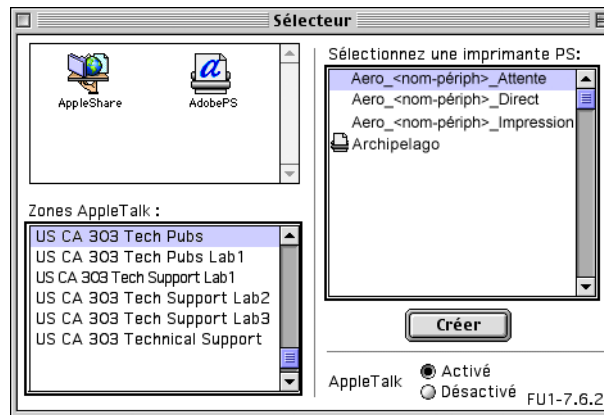 Sélecteur
AppleShare
AdobePS
Zones AppleTalk :
US CA 303 Tech Pubs
US CA 303 Tech Pubs Lab1
US CA 303 Tech Support Lab1
US CA 303 Tech Support Lab2
US CA 303 Tech Support Lab3
US CA 303 Technical Support
Sélectionnez une imprimante PS:
Aero_<nom-périph>_Attente
Aero_<nom-périph>_Direct
Aero_<nom-périph>_Impression
Archipelago
Créer
AppleTalk
Activé
Désactivé
FU1-7.6.2